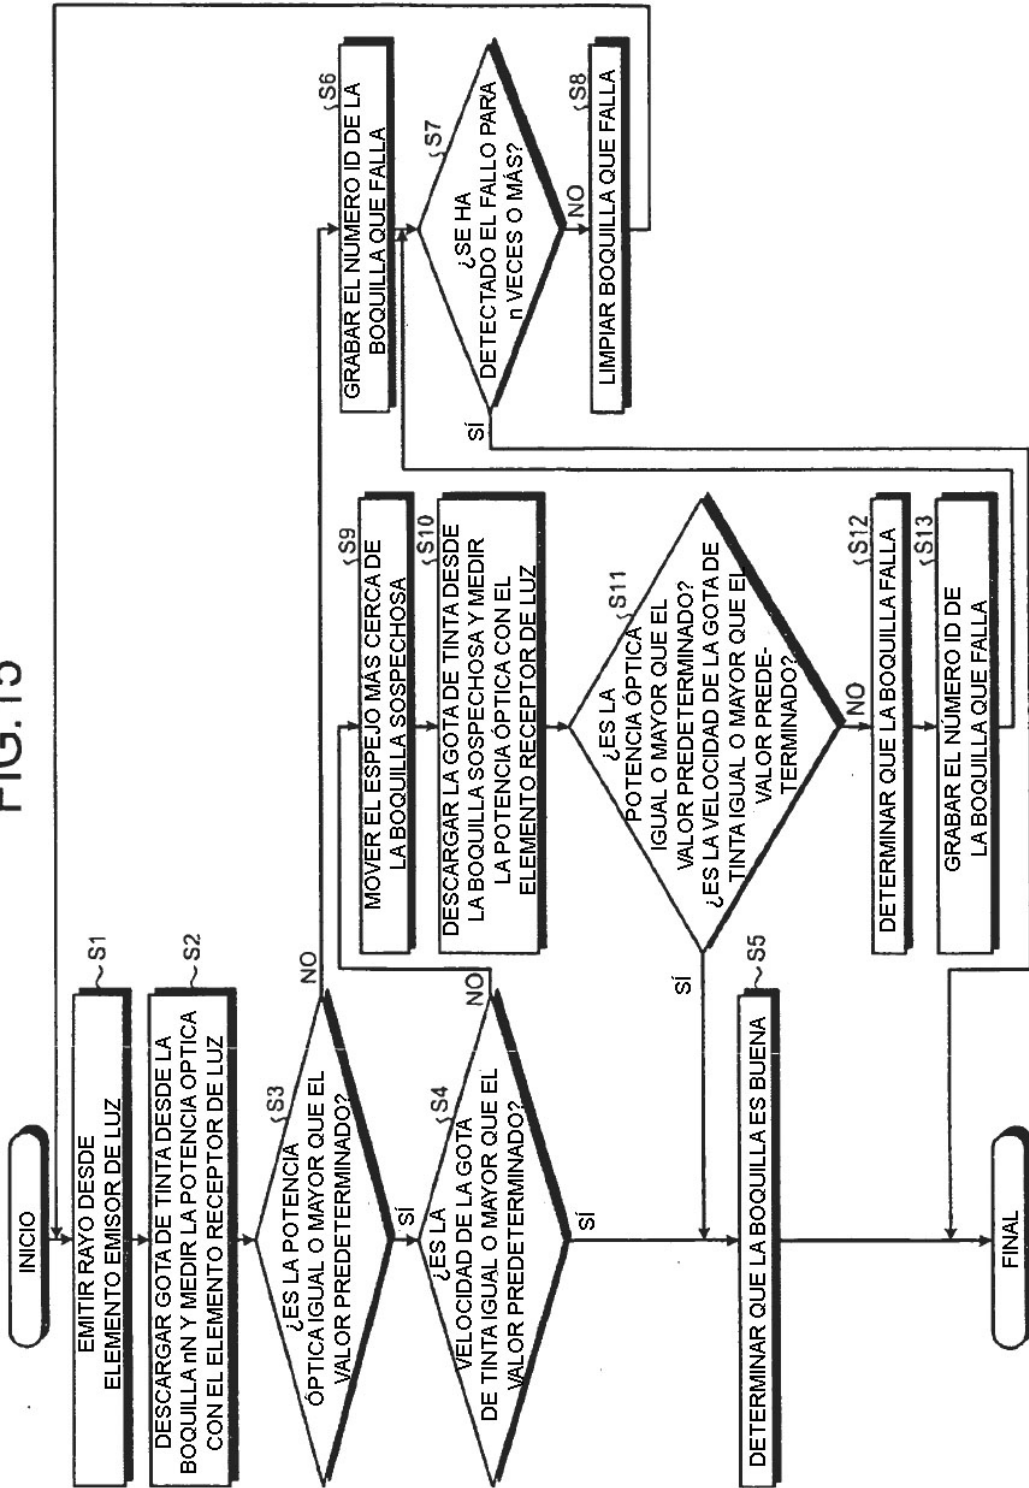 INICIO
EMITIR RAYO DESDE
ELEMENTO EMISOR DE LUZ
S1
DESCARGAR GOTA DE TINTA DESDE LA
BOQUILLA nN Y MEDIR LA POTENCIA OPTICA
CON EL ELEMENTO RECEPTOR DE LUZ
S2
¿ES LA POTENCIA
ÓPTICA IGUAL O MAYOR QUE EL
VALOR PREDETERMINADO?
S3
NO
SÍ
¿ES LA
VELOCIDAD DE LA GOTA
DE TINTA IGUAL O MAYOR QUE EL
VALOR PREDETERMINADO?
S4
NO
SÍ
DETERMINAR QUE LA BOQUILLA ES BUENA
S5
FINAL
MOVER EL ESPEJO MÁS CERCA DE
LA BOQUILLA SOSPECHOSA
S9
DESCARGAR LA GOTA DE TINTA DESDE
LA BOQUILLA SOSPECHOSA Y MEDIR
LA POTENCIA ÓPTICA CON EL
ELEMENTO RECEPTOR DE LUZ
S10
¿ES LA
POTENCIA ÓPTICA
IGUAL O MAYOR QUE EL
VALOR PREDETERMINADO?
¿ES LA VELOCIDAD DE LA GOTA DE
TINTA IGUAL O MAYOR QUE EL
VALOR PREDE-
TERMINADO?
S11
SÍ
NO
DETERMINAR QUE LA BOQUILLA FALLA
S12
GRABAR EL NÚMERO ID DE
LA BOQUILLA QUE FALLA
S13
GRABAR EL NUMERO ID DE LA
BOQUILLA QUE FALLA
S6
¿SE HA
DETECTADO EL FALLO PARA
n VECES O MÁS?
S7
SÍ
NO
LIMPIAR BOQUILLA QUE FALLA
S8